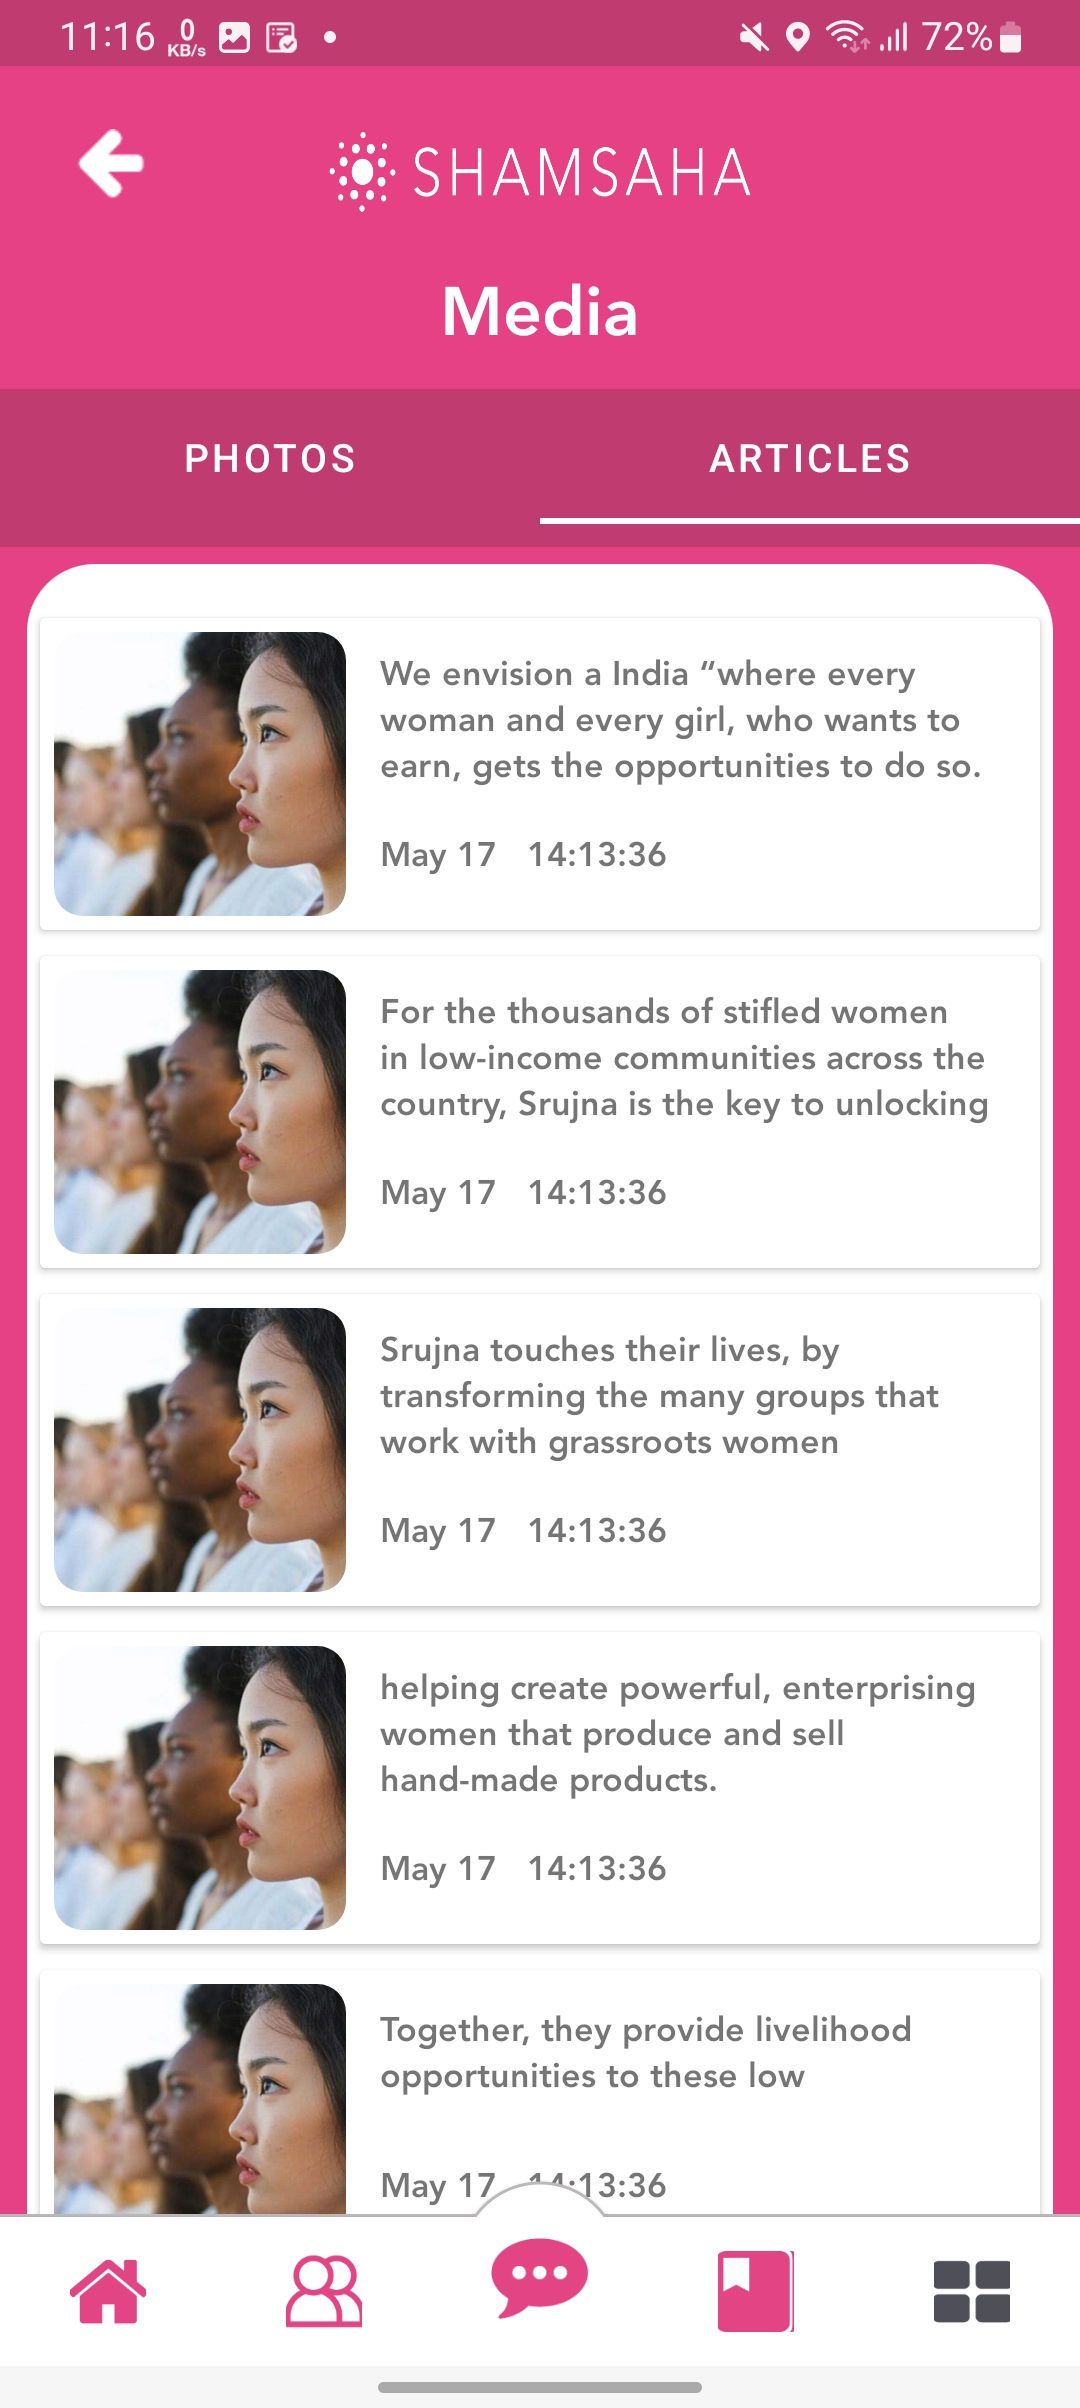 11:16 0 KB/s 72%
SHAMSAHA
Media
PHOTOS ARTICLES
We envision a India “where every
woman and every girl, who wants to
earn, gets the opportunities to do so.
May 17 14:13:36
For the thousands of stifled women
in low-income communities across the
country, Srujna is the key to unlocking
May 17 14:13:36
Srujna touches their lives, by
transforming the many groups that
work with grassroots women
May 17 14:13:36
helping create powerful, enterprising
women that produce and sell
hand-made products.
May 17 14:13:36
Together, they provide livelihood
opportunities to these low
May 17 14:13:36